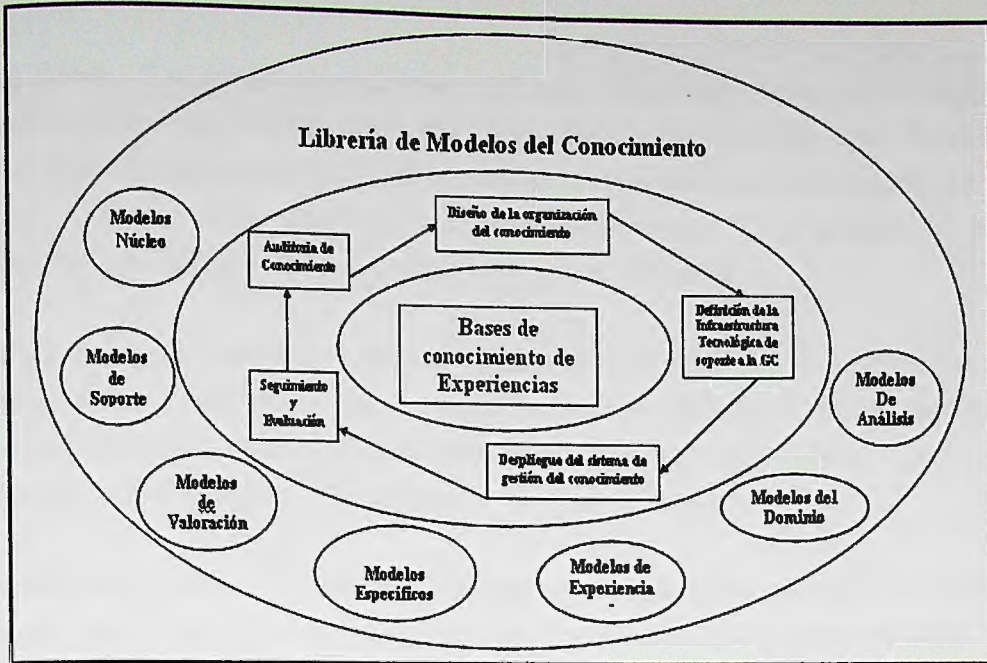 Librería de Modelos del Conocimiento
Modelos
Núcleo
Auditoria de
Conocimiento
Diseño de la organización
del conocimiento
Definición de la
Infraestructura
Tecnológica de
soporte a la GC
Bases de
conocimiento de
Experiencias
Modelos
de
Soporte
Seguimiento
y
Evaluación
Modelos
De
Análisis
Despliegue del sistema de
gestión del conocimiento
Modelos
de
Valoración
Modelos del
Dominio
Modelos
Específicos
Modelos de
Experiencia